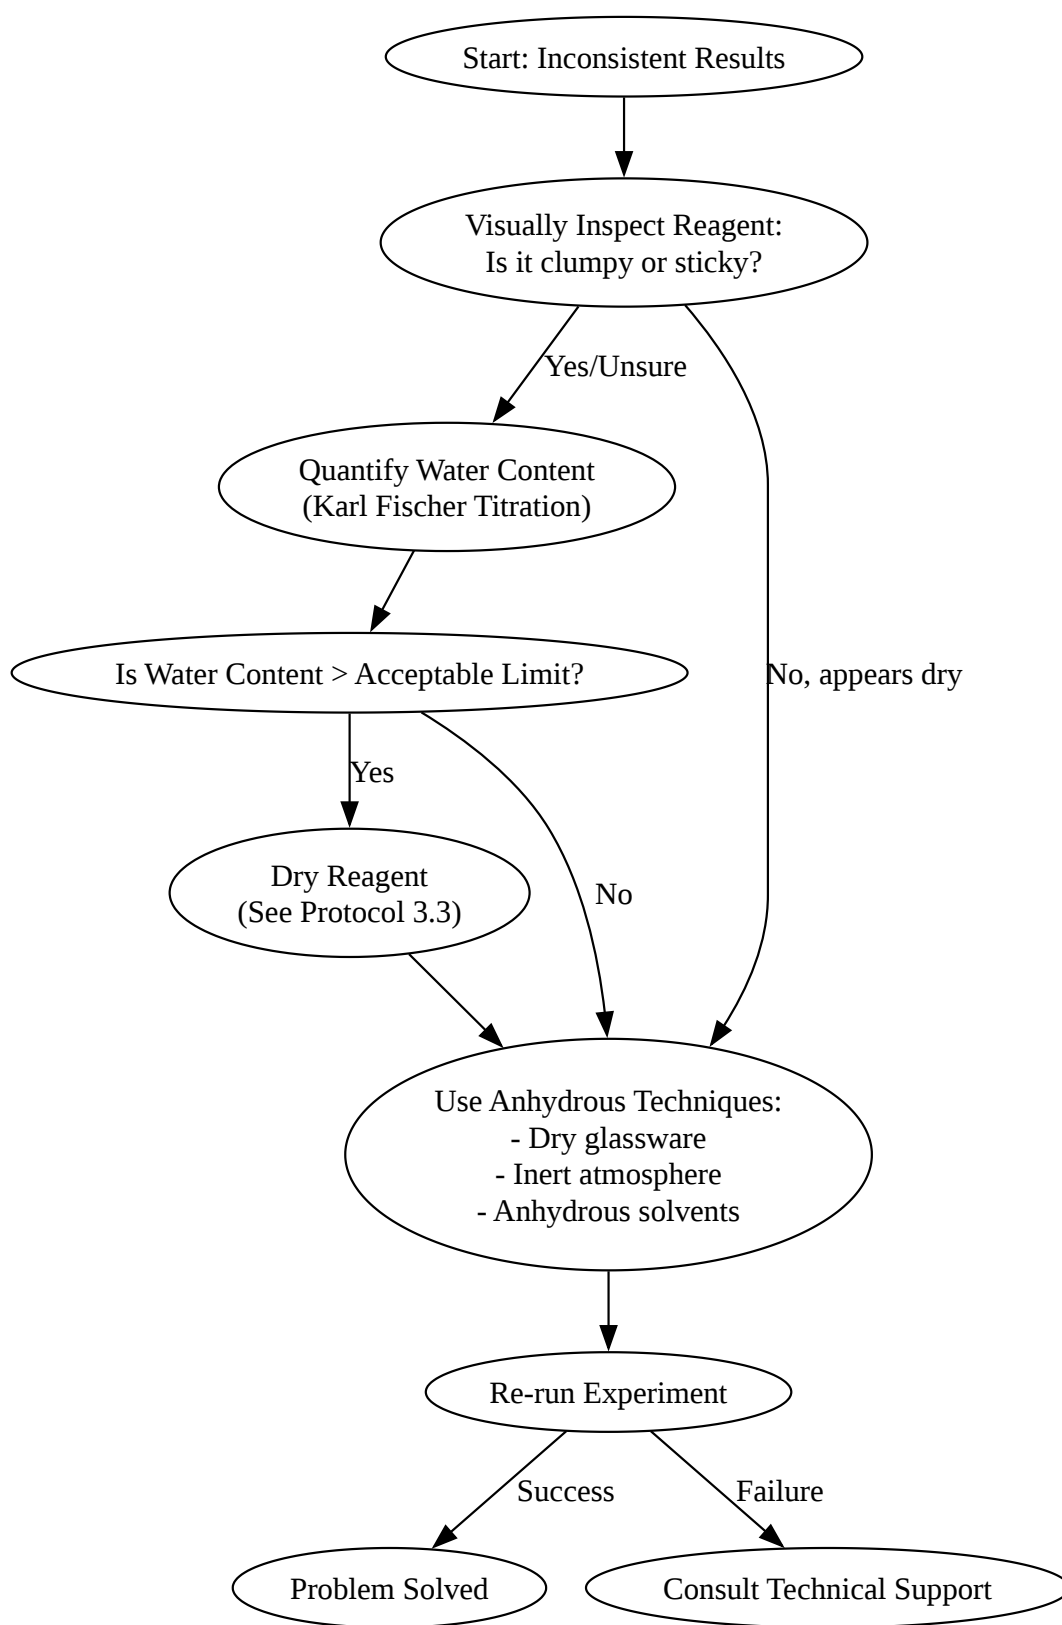 Start: Inconsistent Results
Visually Inspect Reagent:
Is it clumpy or sticky?
Yes/Unsure
Quantify Water Content
(Karl Fischer Titration)
Is Water Content > Acceptable Limit?
No, appears dry
Yes
Dry Reagent
(See Protocol 3.3)
No
Use Anhydrous Techniques:
- Dry glassware
- Inert atmosphere
- Anhydrous solvents
Re-run Experiment
Success
Failure
Problem Solved
Consult Technical Support